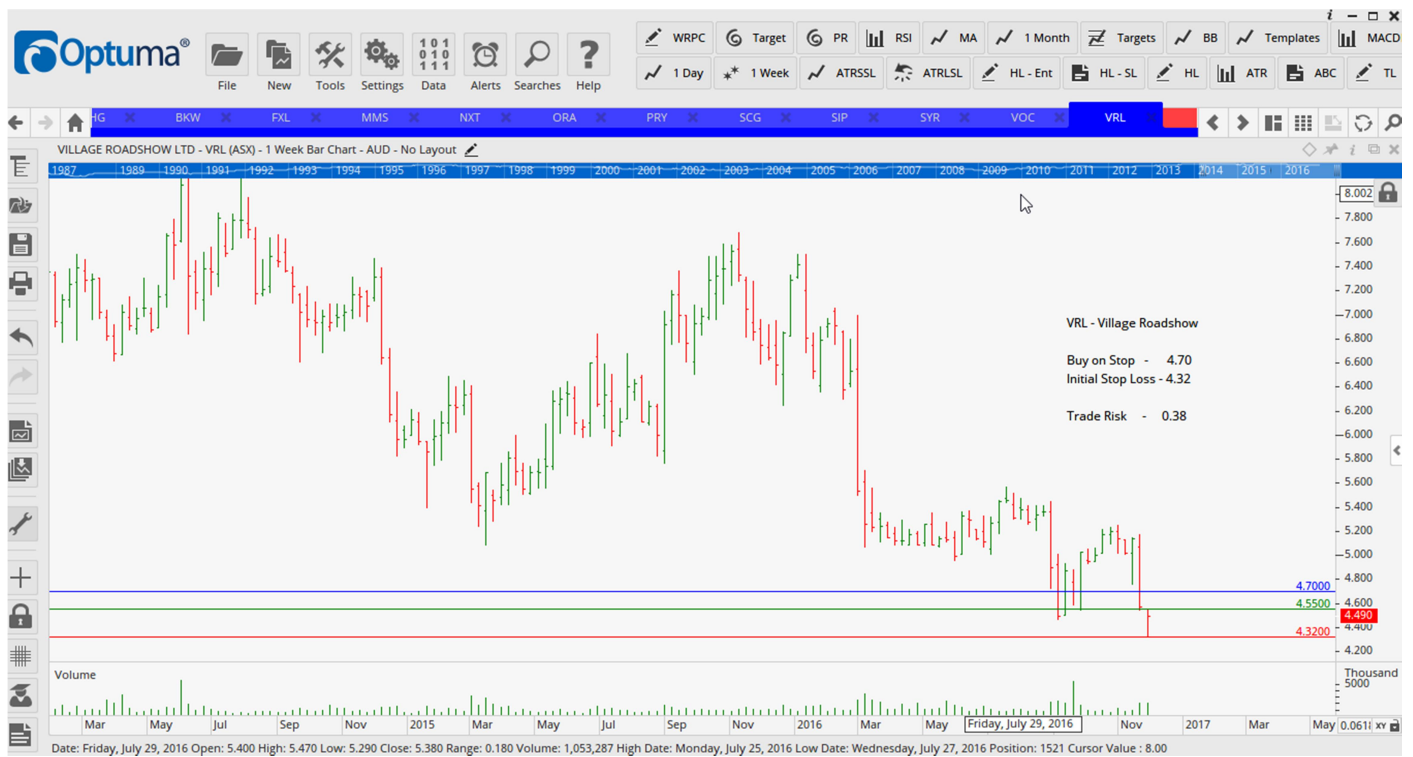 Optuma®
File
New
Tools
Settings
101
010
111
Data
Alerts
Searches
?
Help
i
WRPC
Target
PR
RSI
MA
1 Month
Targets
BB
Templates
MACD
1 Day
1 Week
ATRSSL
ATRLSL
HL - Ent
HL - SL
HL
ATR
ABC
TL
HG
BKW
FXL
MMS
NXT
ORA
PRY
SCG
SIP
SYR
VOC
VRL
VILLAGE ROADSHOW LTD - VRL (ASX) - 1 Week Bar Chart - AUD - No Layout
1987 1989 1990 1991 1992 1993 1994 1995 1996 1997 1998 1999 2000 2001 2002 2003 2004 2005 2006 2007 2008 2009 2010 2011 2012 2013 2014 2015 2016
8.002
7.800
7.600
7.400
7.200
7.000
6.800
6.600
6.400
6.200
6.000
5.800
5.600
5.400
5.200
5.000
4.800
4.600
4.490
4.400
4.200
VRL - Village Roadshow
Buy on Stop - 4.70
Initial Stop Loss - 4.32
Trade Risk - 0.38
4.7000
4.5500
4.3200
Volume
Thousand
5000
Mar May Jul Sep Nov 2015 Mar May Jul Sep Nov 2016 Mar May Friday, July 29, 2016 Nov 2017 Mar May
XY
Date: Friday, July 29, 2016 Open: 5.400 High: 5.470 Low: 5.290 Close: 5.380 Range: 0.180 Volume: 1,053,287 High Date: Monday, July 25, 2016 Low Date: Wednesday, July 27, 2016 Position: 1521 Cursor Value : 8.00